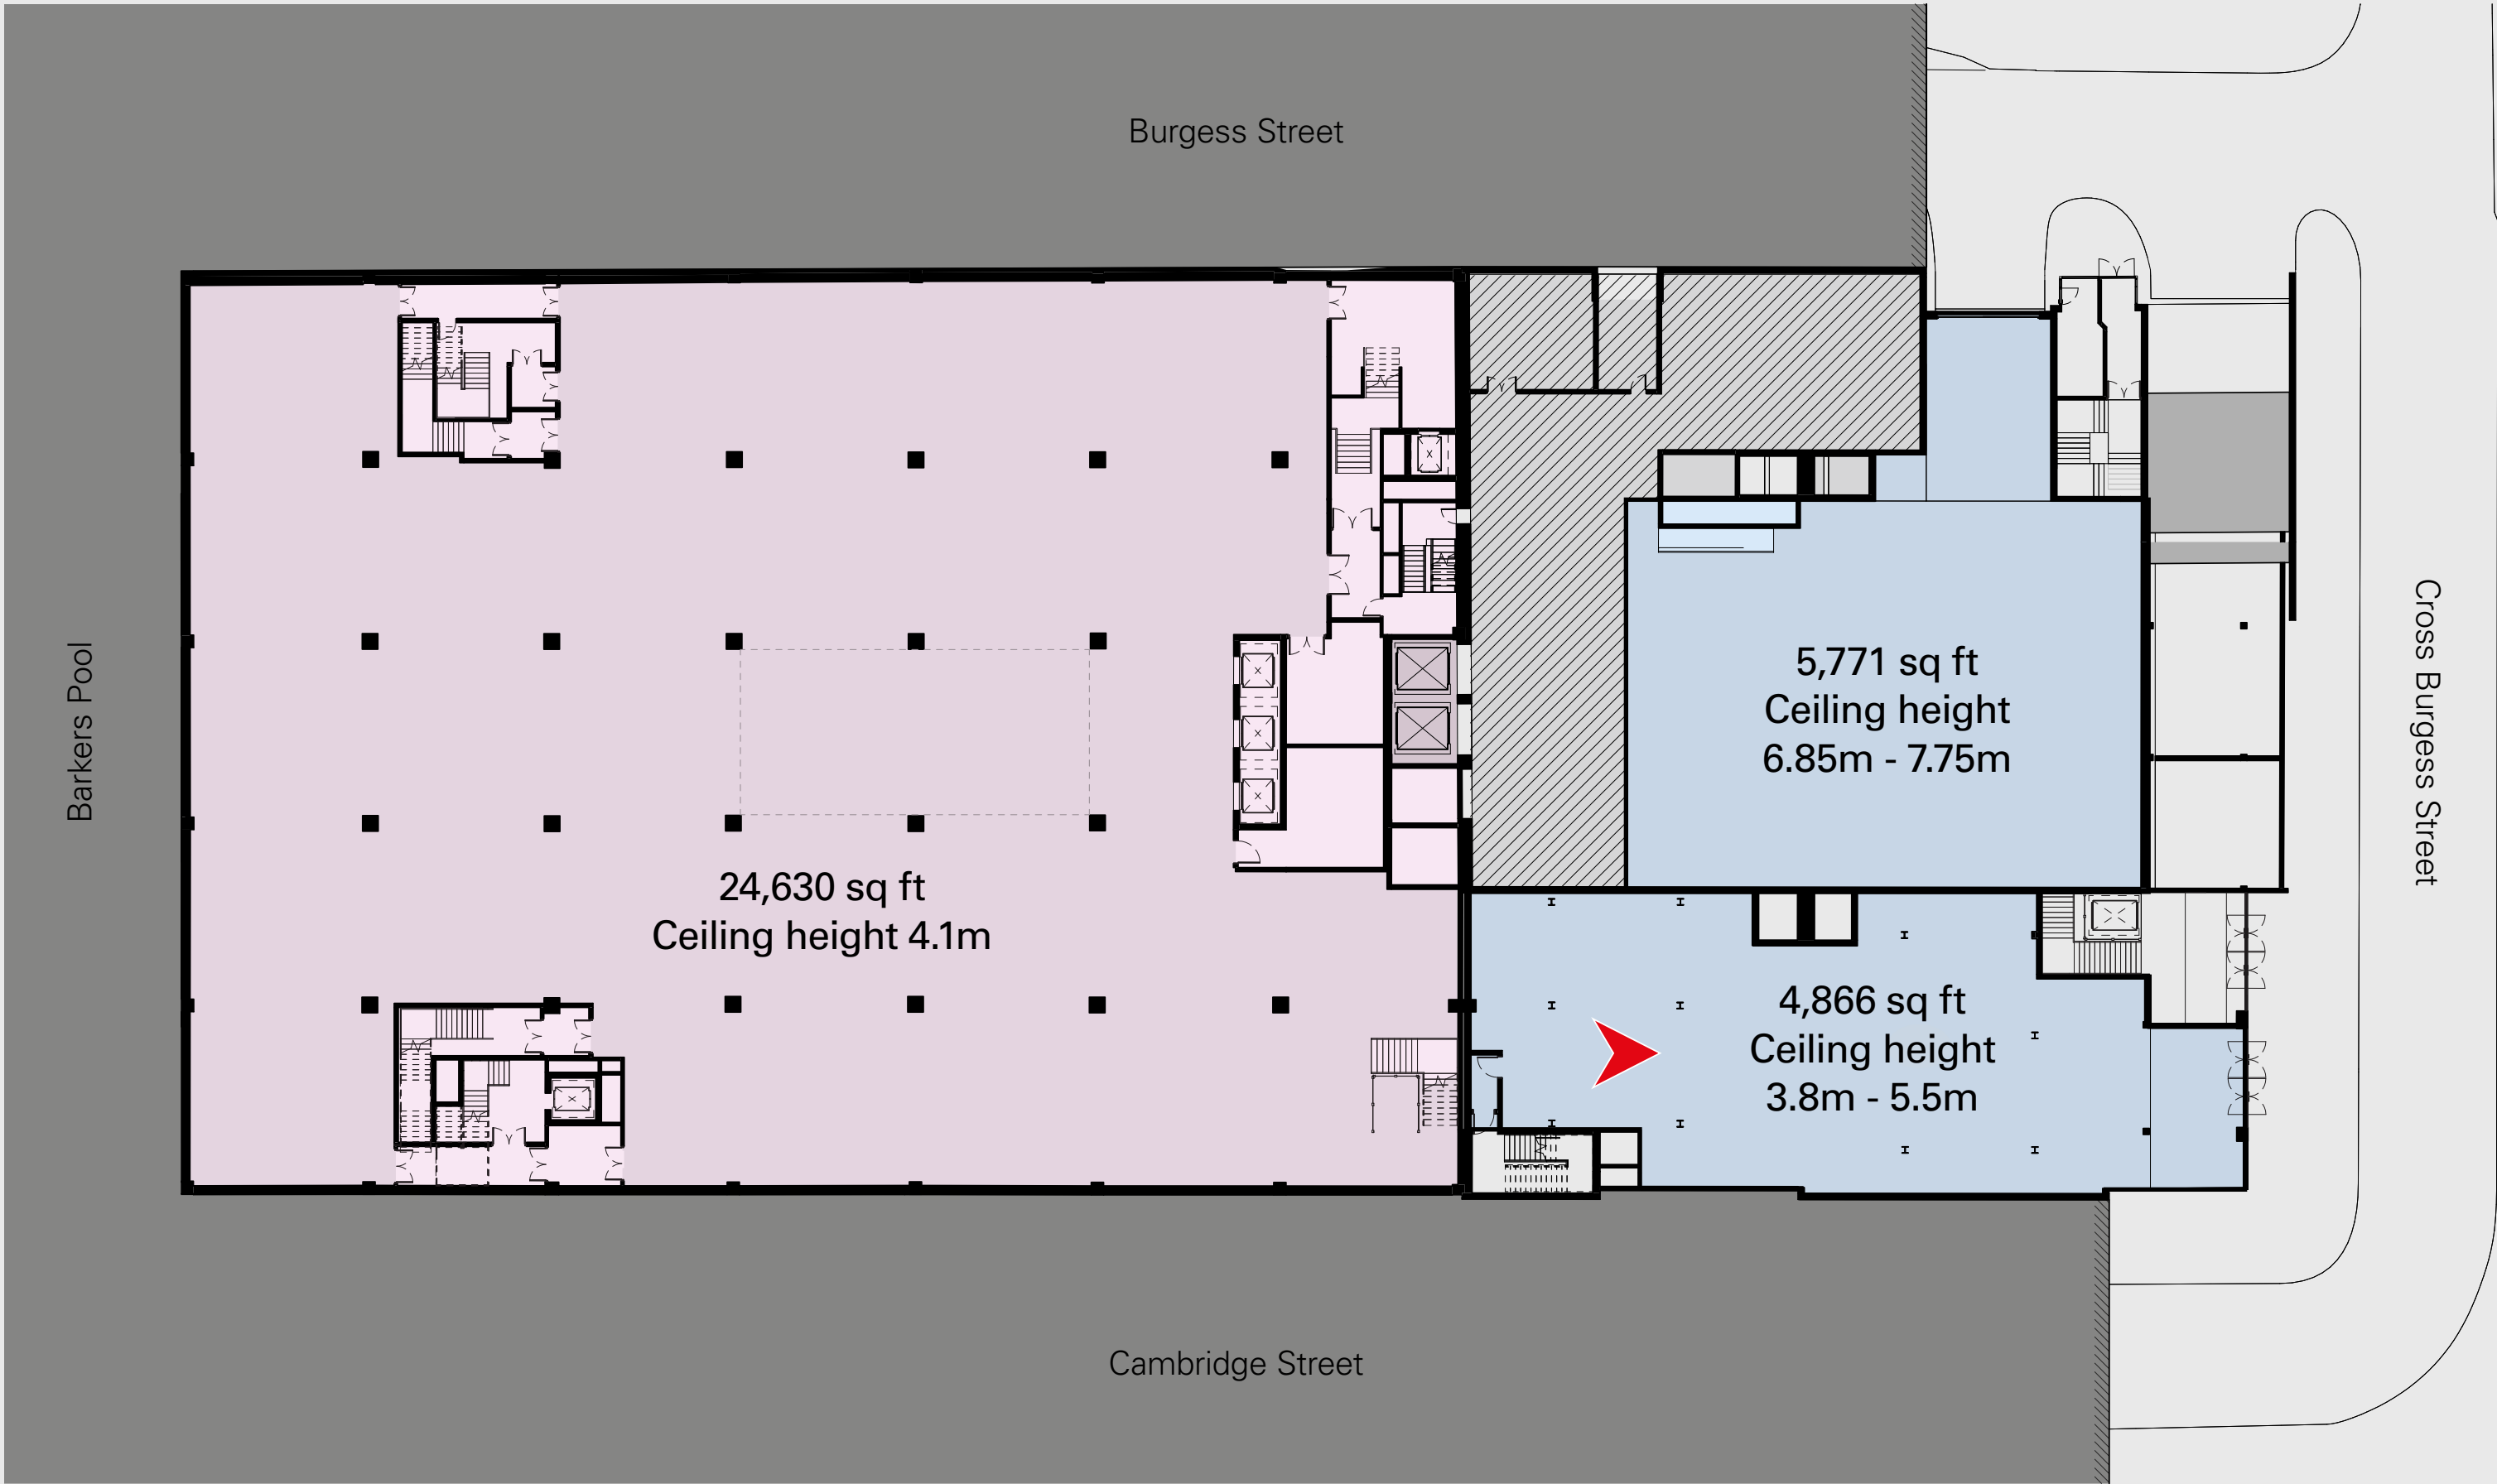 Burgess Street
Barkers Pool
Cross Burgess Street
5,771 sq ft
Ceiling height
6.85m - 7.75m
24,630 sq ft
Ceiling height 4.1m
4,866 sq ft
Ceiling height
3.8m - 5.5m
Cambridge Street